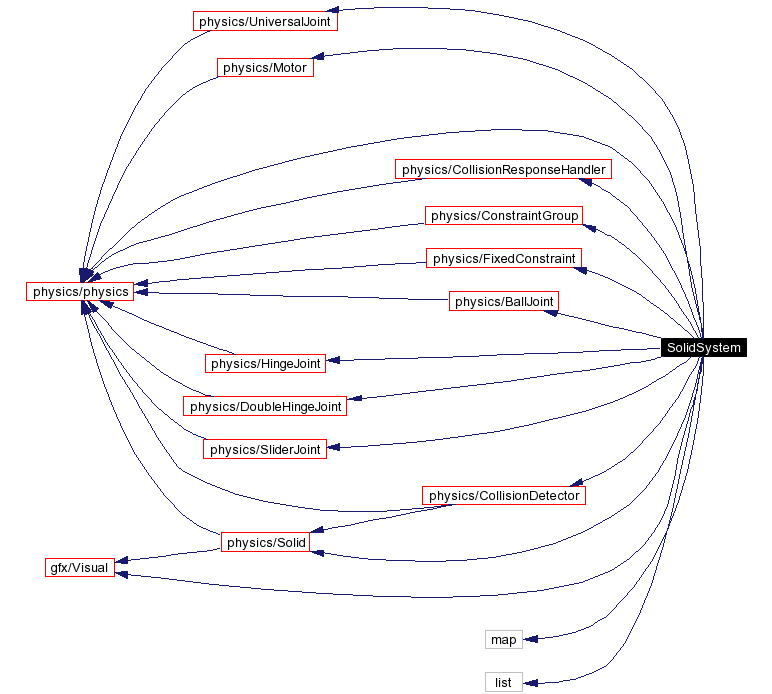 physics/UniversalJoint
physics/Motor
physics/CollisionResponseHandler
physics/ConstraintGroup
physics/FixedConstraint
physics/physics
physics/BallJoint
SolidSystem
physics/HingeJoint
physics/DoubleHingeJoint
physics/SliderJoint
physics/CollisionDetector
physics/Solid
gfx/Visual
map
list